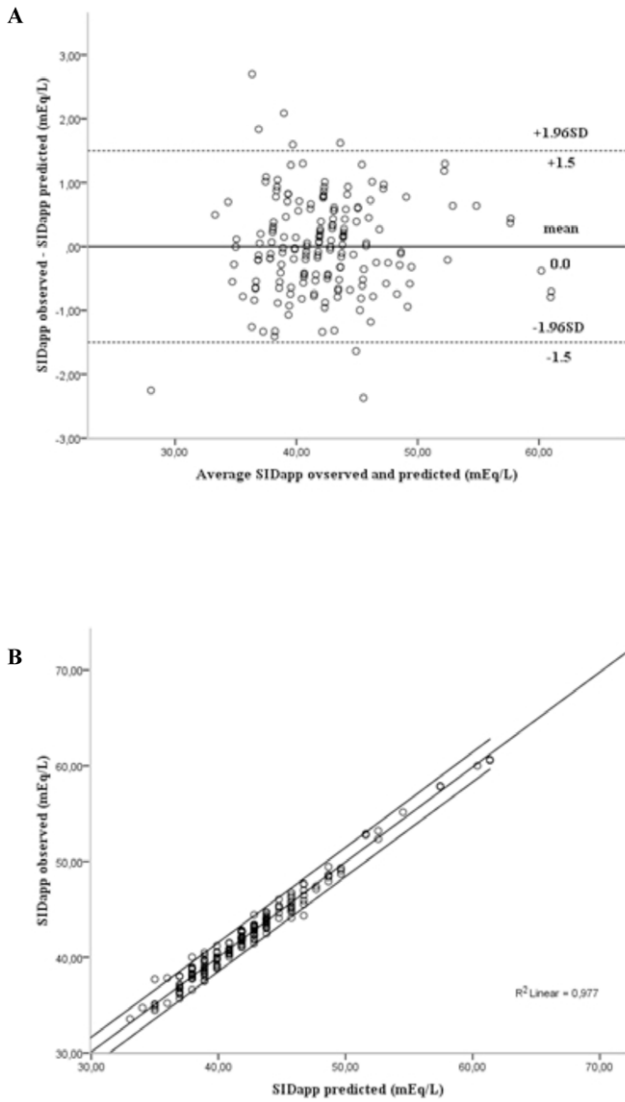 A
SIDapp observed - SIDapp predicted (mEq/L)
3,00
2,00
1,00
,00
-1,00
-2,00
-3,00
+1.96SD
+1.5
mean
0.0
-1.96SD
-1.5
30,00 40,00 50,00 60,00
Average SIDapp ovserved and predicted (mEq/L)
B
SIDapp observed (mEq/L)
70,00
60,00
50,00
40,00
30,00
R2 Linear = 0,977
30,00 40,00 50,00 60,00 70,00
SIDapp predicted (mEq/L)